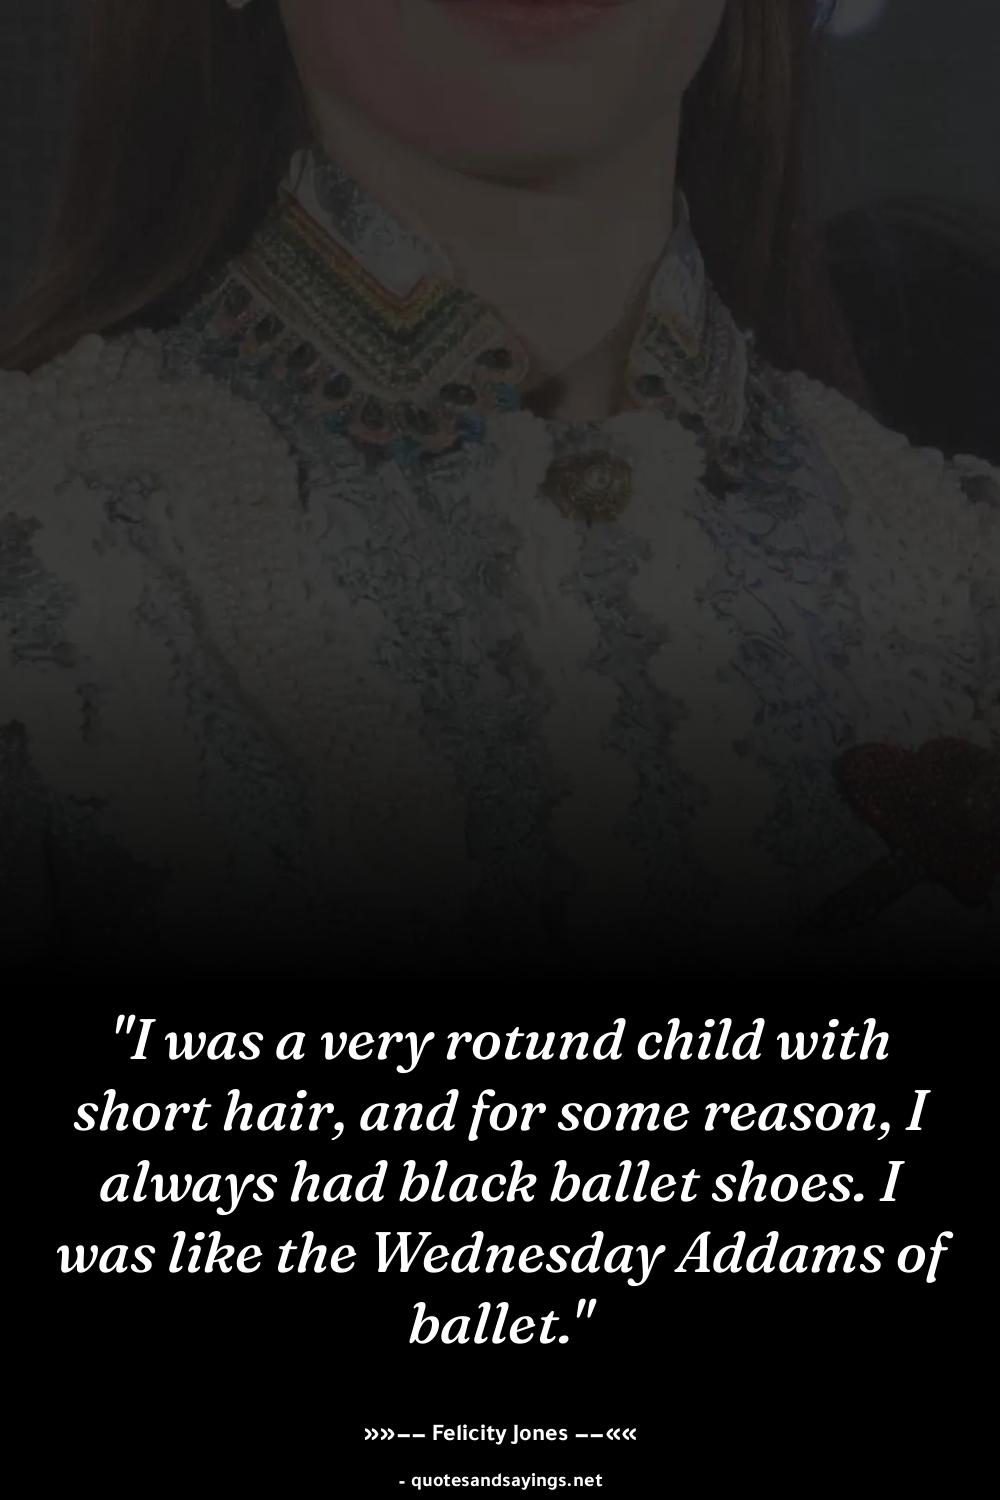 "I was a very rotund child with
short hair, and for some reason, I
always had black ballet shoes. I
was like the Wednesday Addams of
ballet."
»»−− Felicity Jones −−««
- quotesandsayings.net